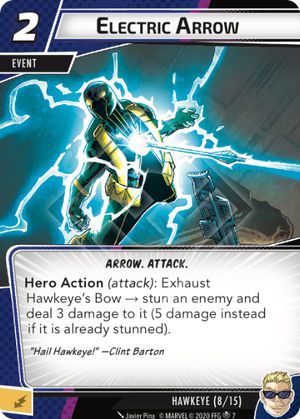 2
ELECTRIC ARROW
EVENT
ARROW. ATTACK.
Hero Action (attack): Exhaust
Hawkeye's Bow → stun an enemy and
deal 3 damage to it (5 damage instead
if it is already stunned).
"Hail Hawkeye!" —Clint Barton
HAWKEYE (8/15)
Javier Pina © MARVEL © 2020 FFG 7